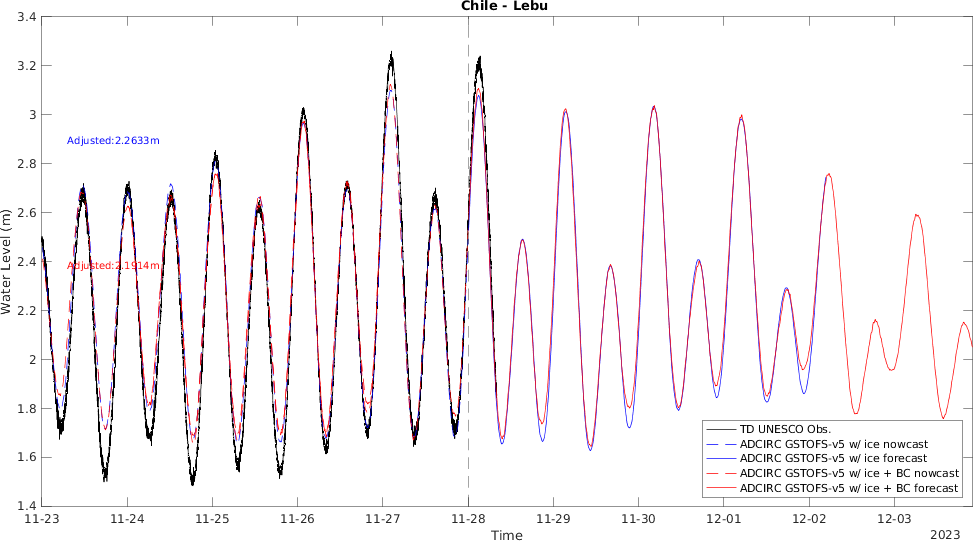 Chile - Lebu
3.4
3.2
3
2.8
2.6
2.4
2.2
2
1.8
1.6
1.4
Water Level (m)
Adjusted:2.2633m
Adjusted:2.1914m
TD UNESCO Obs.
ADCIRC GSTOFS-v5 w/ ice nowcast
ADCIRC GSTOFS-v5 w/ ice forecast
ADCIRC GSTOFS-v5 w/ ice + BC nowcast
ADCIRC GSTOFS-v5 w/ ice + BC forecast
11-23 11-24 11-25 11-26 11-27 11-28 11-29 11-30 12-01 12-02 12-03
Time
2023